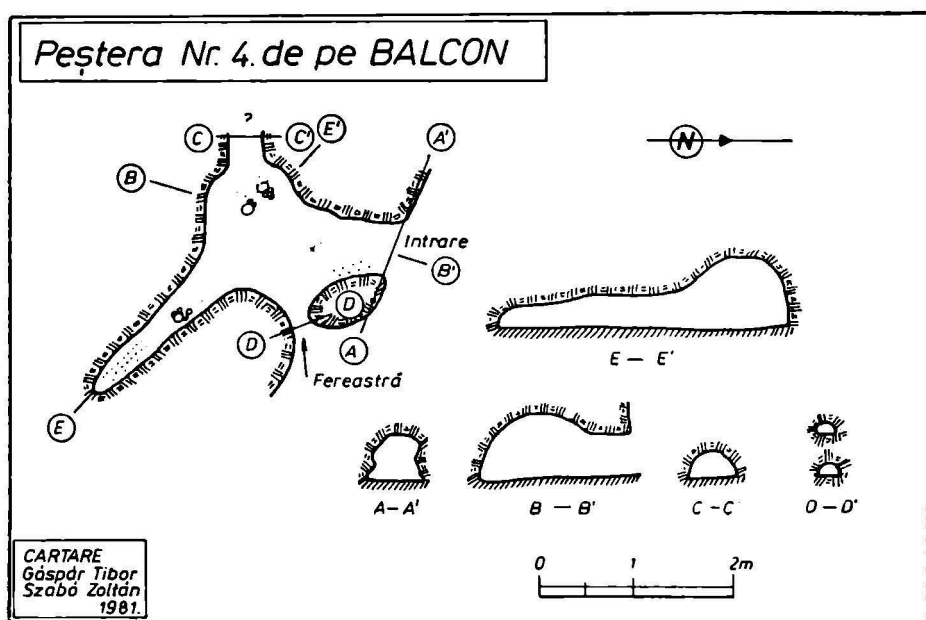 Peștera Nr. 4. de pe BALCON
?
C
C'
E'
A'
N
B
Intrare
B'
D
D
A
Fereastră
E
E — E'
A — A'
B — B'
C — C
D — D'
CARTARE
Gáspár Tibor
Szabó Zoltán
1981.
0
1
2m